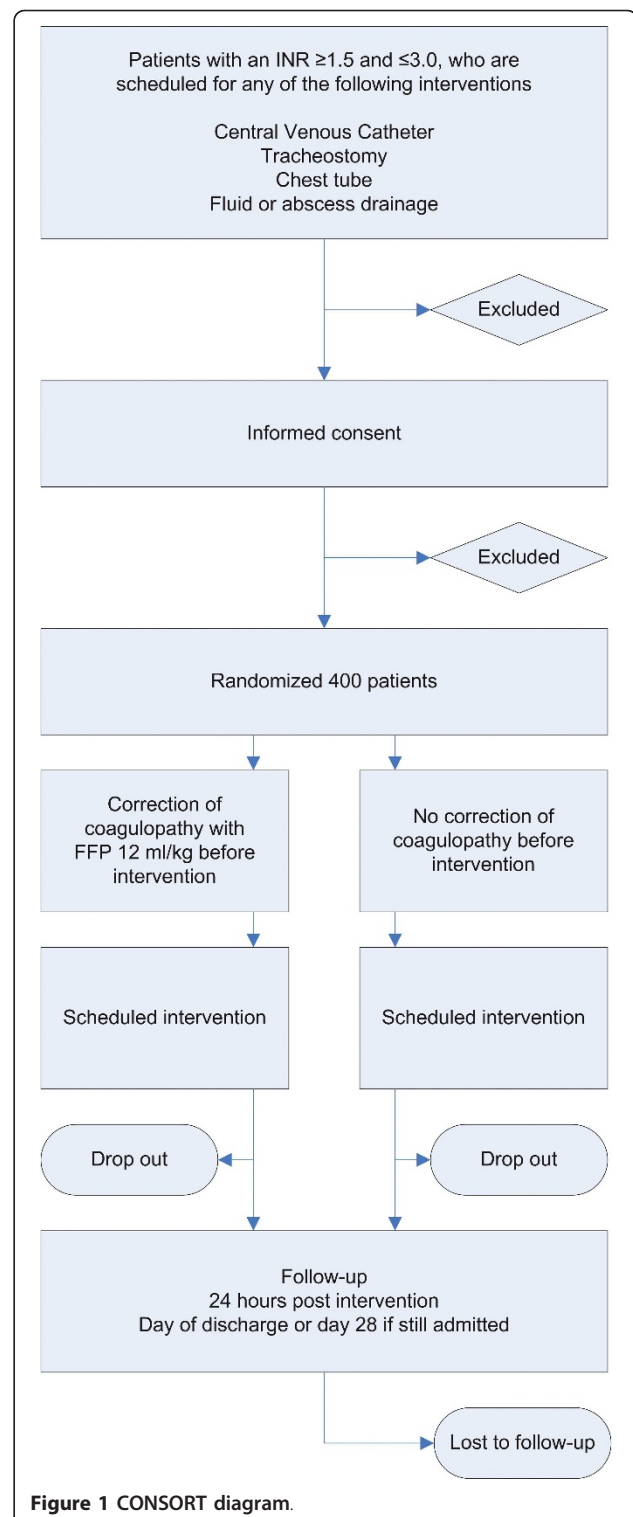 Patients with an INR ≥1.5 and ≤3.0, who are
scheduled for any of the following interventions
Central Venous Catheter
Tracheostomy
Chest tube
Fluid or abscess drainage
Excluded
Informed consent
Excluded
Randomized 400 patients
Correction of
coagulopathy with
FFP 12 ml/kg before
intervention
No correction of
coagulopathy before
intervention
Scheduled intervention
Scheduled intervention
Drop out
Drop out
Follow-up
24 hours post intervention
Day of discharge or day 28 if still admitted
Lost to follow-up
Figure 1 CONSORT diagram.